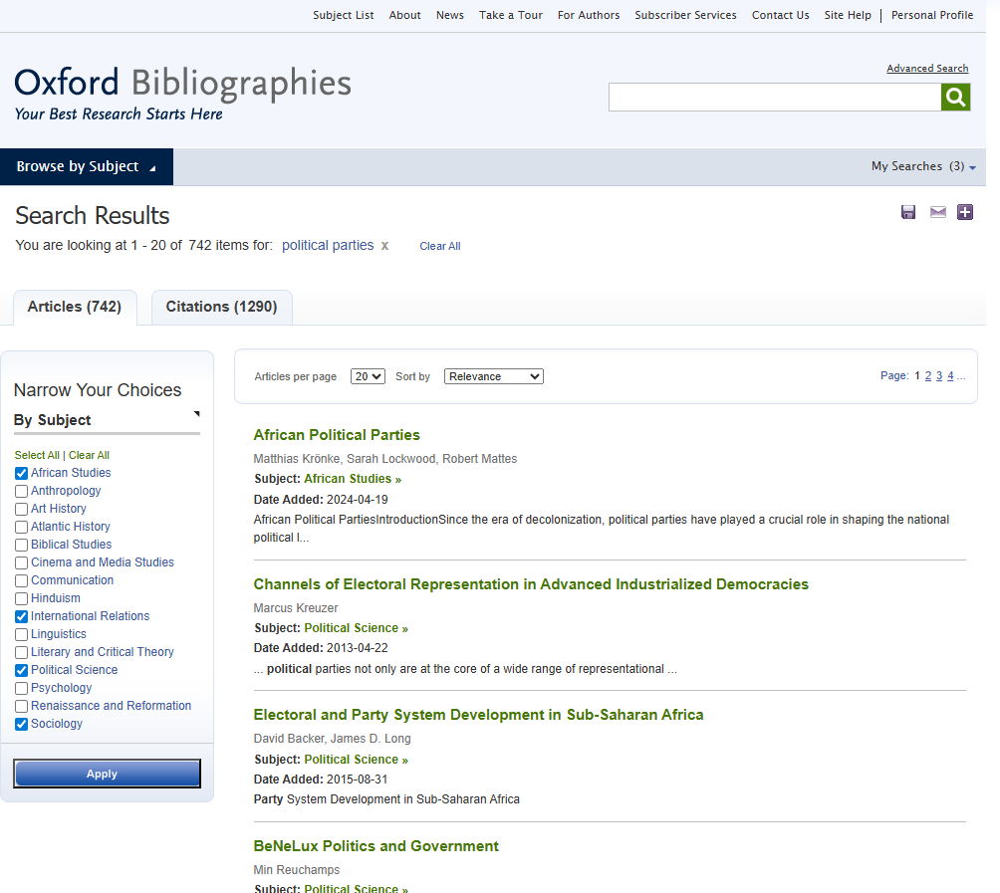 Subject List About News Take a Tour For Authors Subscriber Services Contact Us Site Help | Personal Profile
Oxford Bibliographies
Your Best Research Starts Here
Advanced Search
Browse by Subject
My Searches (3)
Search Results
You are looking at 1 - 20 of 742 items for: political parties x Clear All
Articles (742) Citations (1290)
Narrow Your Choices
By Subject
Select All | Clear All
African Studies
Anthropology
Art History
Atlantic History
Biblical Studies
Cinema and Media Studies
Communication
Hinduism
International Relations
Linguistics
Literary and Critical Theory
Political Science
Psychology
Renaissance and Reformation
Sociology
Apply
Articles per page 20 Sort by Relevance Page: 1 2 3 4 ...
African Political Parties
Matthias Krönke, Sarah Lockwood, Robert Mattes
Subject: African Studies »
Date Added: 2024-04-19
African Political PartiesIntroductionSince the era of decolonization, political parties have played a crucial role in shaping the national
political l...
Channels of Electoral Representation in Advanced Industrialized Democracies
Marcus Kreuzer
Subject: Political Science »
Date Added: 2013-04-22
... political parties not only are at the core of a wide range of representational ...
Electoral and Party System Development in Sub-Saharan Africa
David Backer, James D. Long
Subject: Political Science »
Date Added: 2015-08-31
Party System Development in Sub-Saharan Africa
BeNeLux Politics and Government
Min Reuchamps
Subject: Political Science »